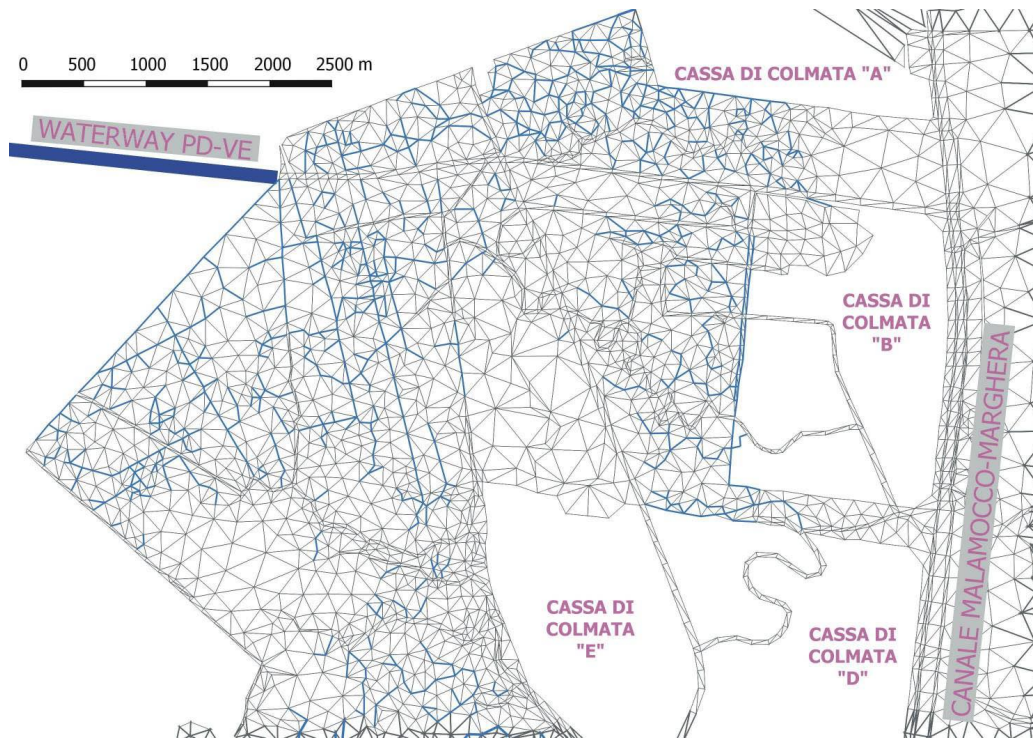 0 500 1000 1500 2000 2500 m
CASSA DI COLMATA "A"
WATERWAY PD-VE
CASSA DI
COLMATA
"B"
CANALE MALAMOCCO-MARGHERA
CASSA DI
COLMATA
"E"
CASSA DI
COLMATA
"D"